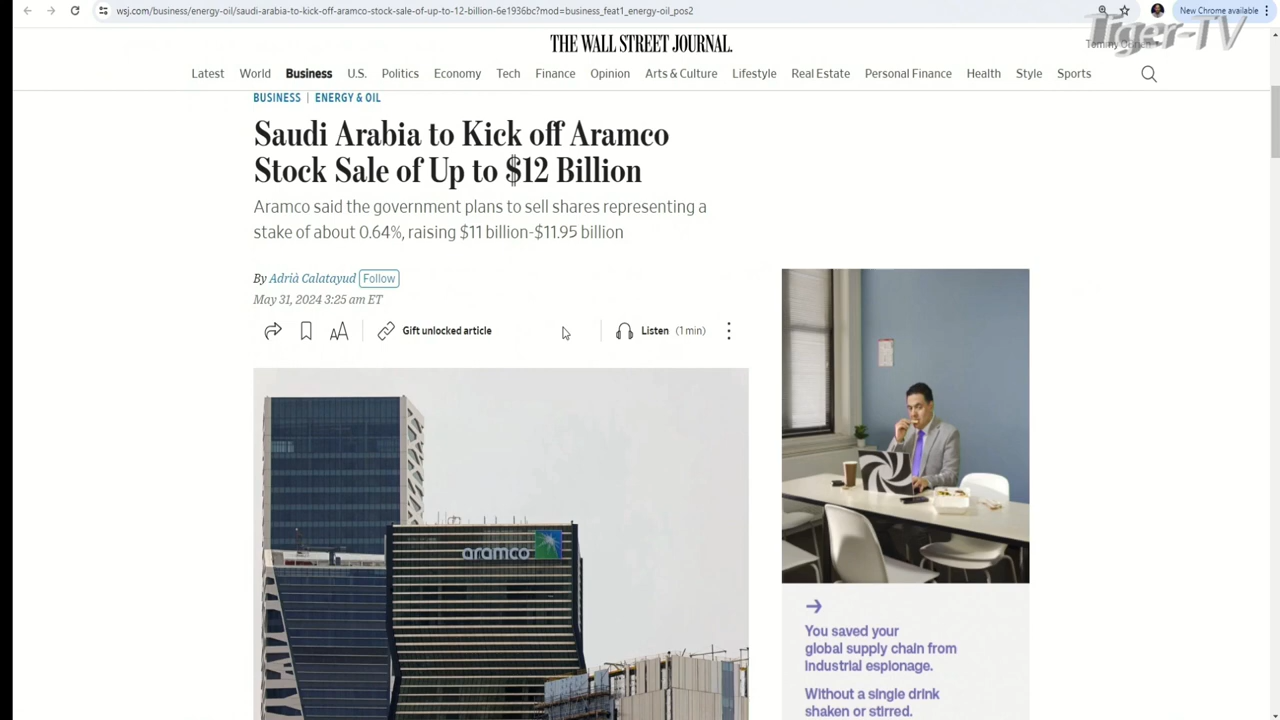 wsj.com/business/energy-oil/saudi-arabia-to-kick-off-aramco-stock-sale-of-up-to-12-billion-6e1936bc?mod=business_feat1_energy-oil_pos2
New Chrome available
Tiger-TV
THE WALL STREET JOURNAL.
Latest World Business U.S. Politics Economy Tech Finance Opinion Arts & Culture Lifestyle Real Estate Personal Finance Health Style Sports
BUSINESS | ENERGY & OIL
Saudi Arabia to Kick off Aramco
Stock Sale of Up to $12 Billion
Aramco said the government plans to sell shares representing a
stake of about 0.64%, raising $11 billion-$11.95 billion
By Adrià Calatayud Follow
May 31, 2024 3:25 am ET
AA Gift unlocked article Listen (1 min)
aramco
You saved your
global supply chain from
industrial espionage.
Without a single drink
shaken or stirred.